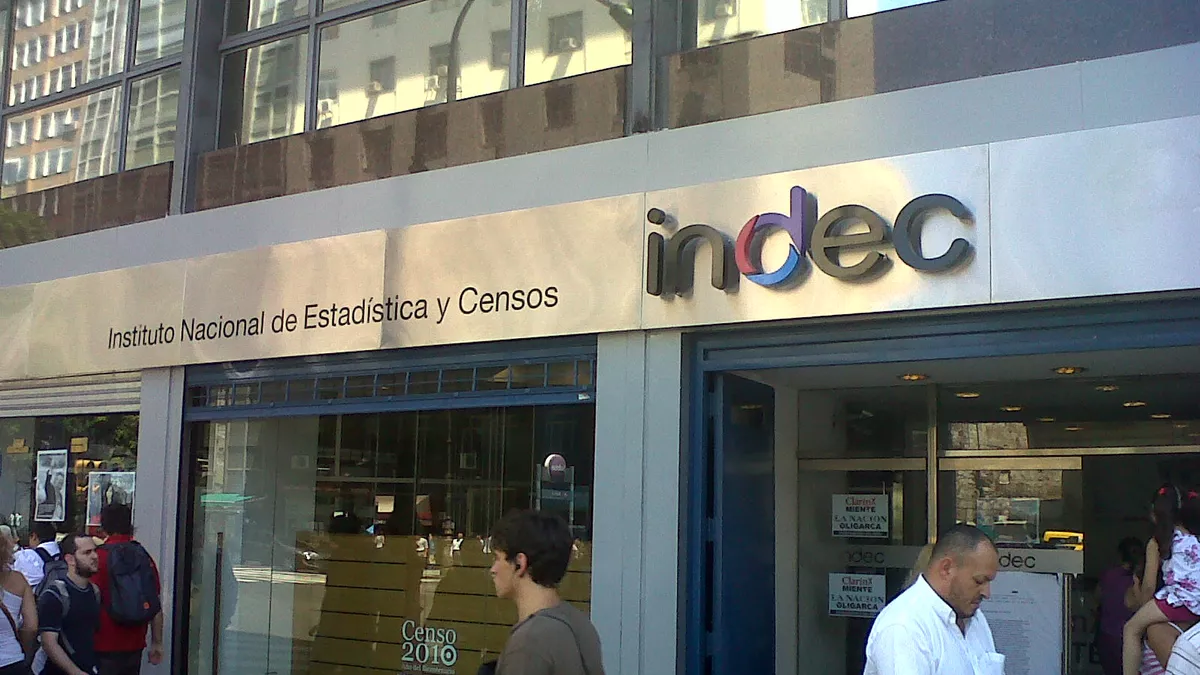 indec
Instituto Nacional de Estadística y Censos
Clarín
MIENTE
LA NACION
OLIGARCA
indec
indec
Clarín
MIENTE
LA NACION
OLIGARCA
Censo
2010